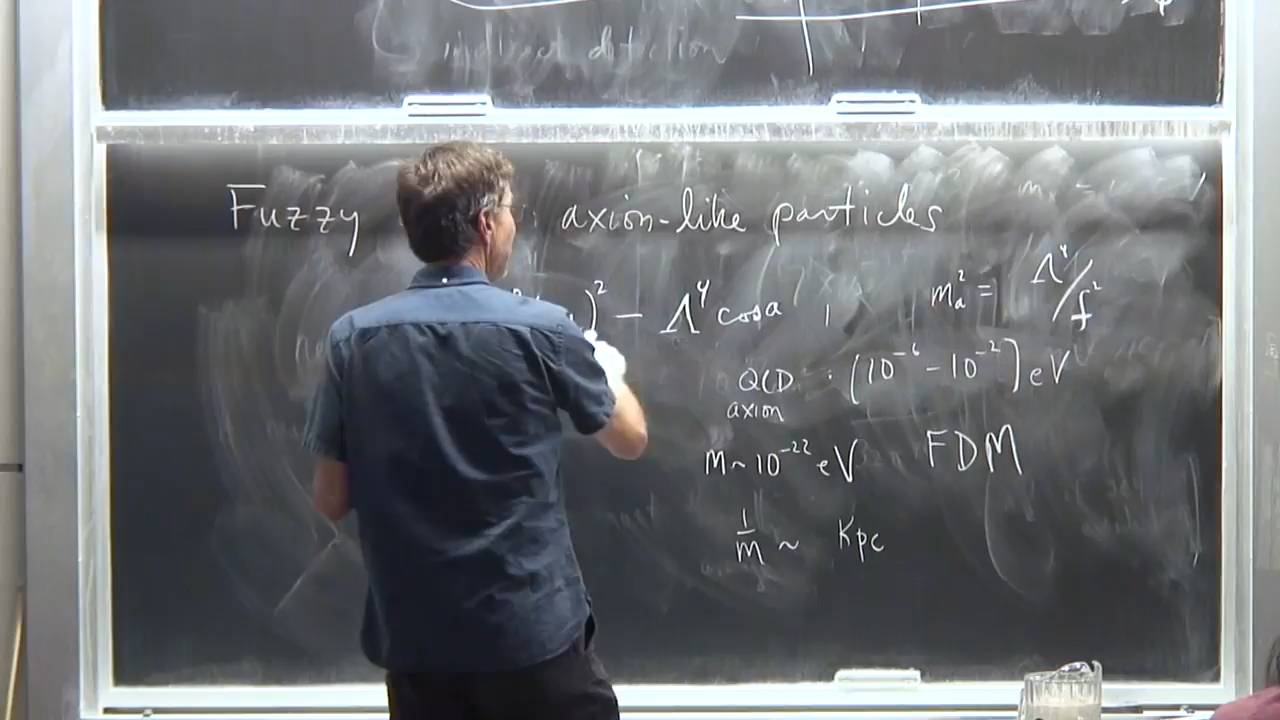 indirect detection
Fuzzy : axion-like particles
)² − Λ⁴ cos a , m_a² = Λ⁴/f²
QCD axion : (10⁻⁶ − 10⁻²) eV
m ~ 10⁻²² eV FDM
1/m ~ Kpc